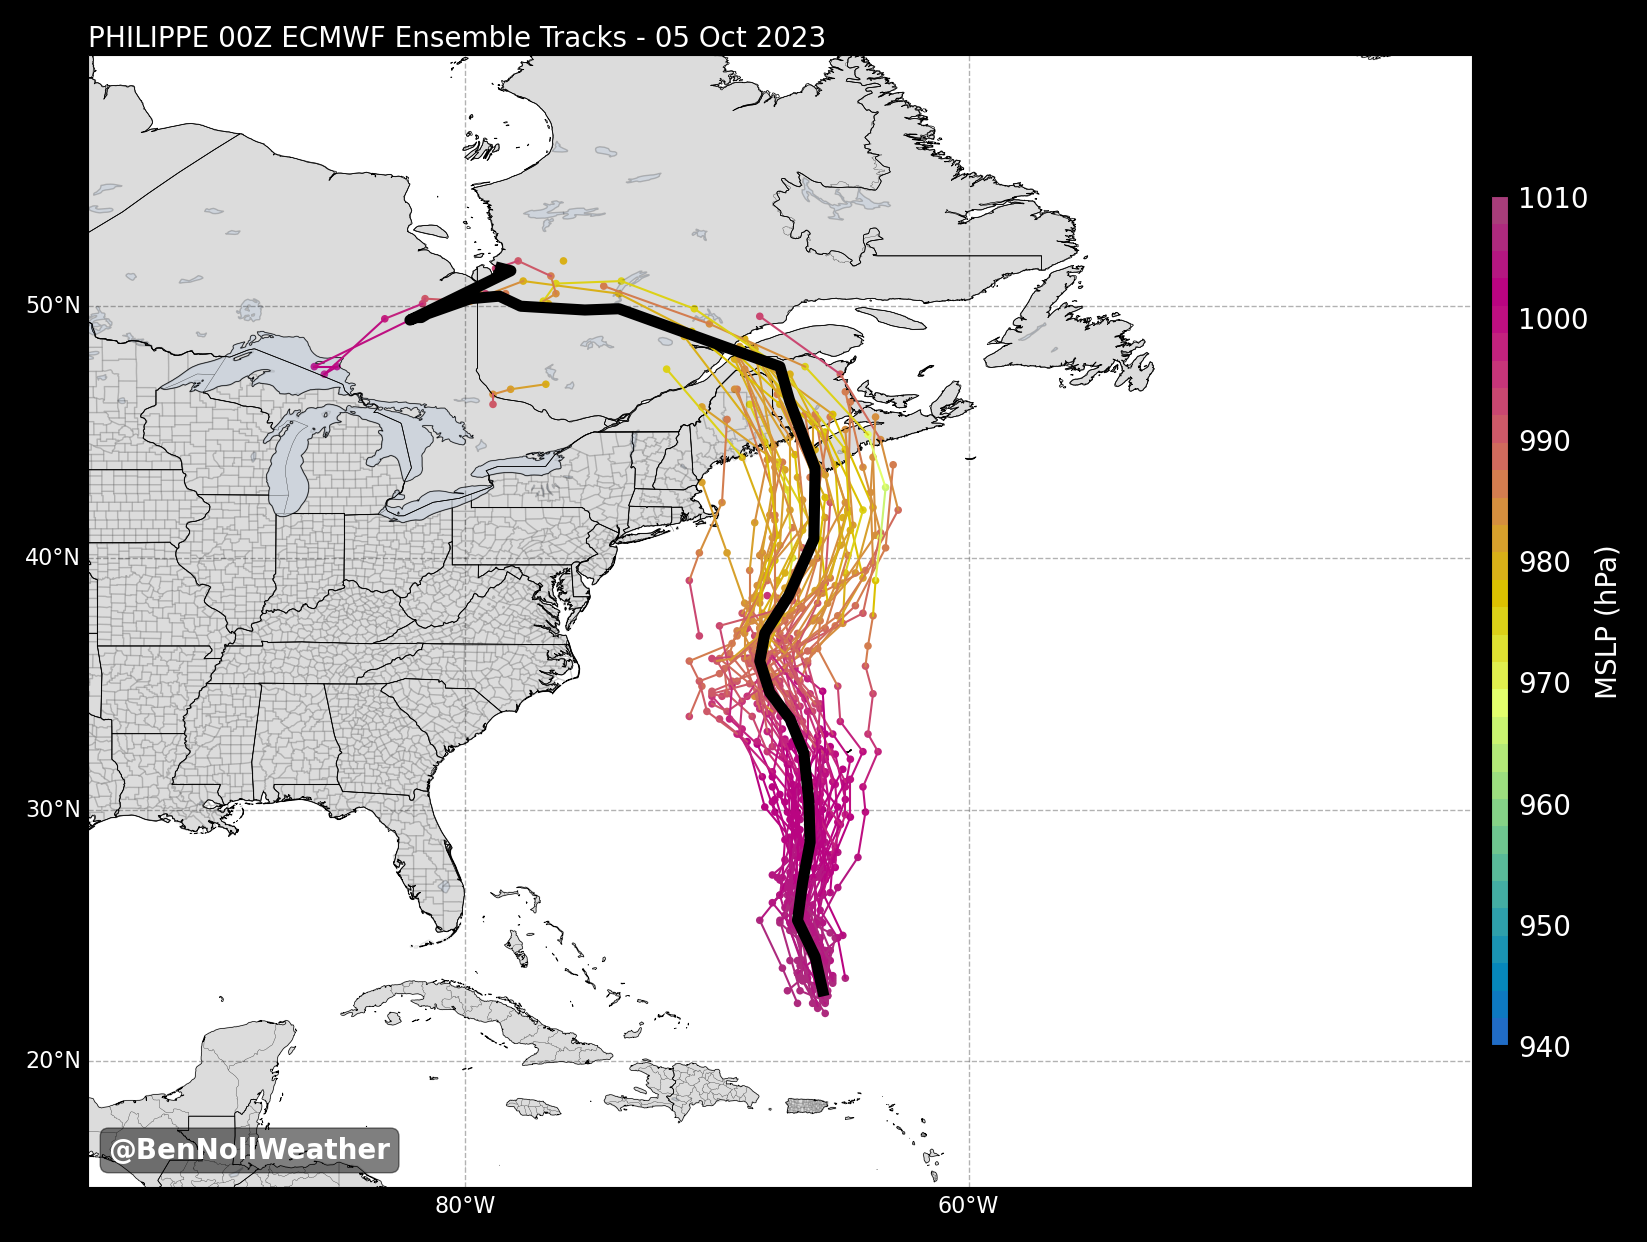 PHILIPPE 00Z ECMWF Ensemble Tracks - 05 Oct 2023
50°N
40°N
30°N
20°N
80°W
60°W
1010
1000
990
980
970
960
950
940
MSLP (hPa)
@BenNollWeather